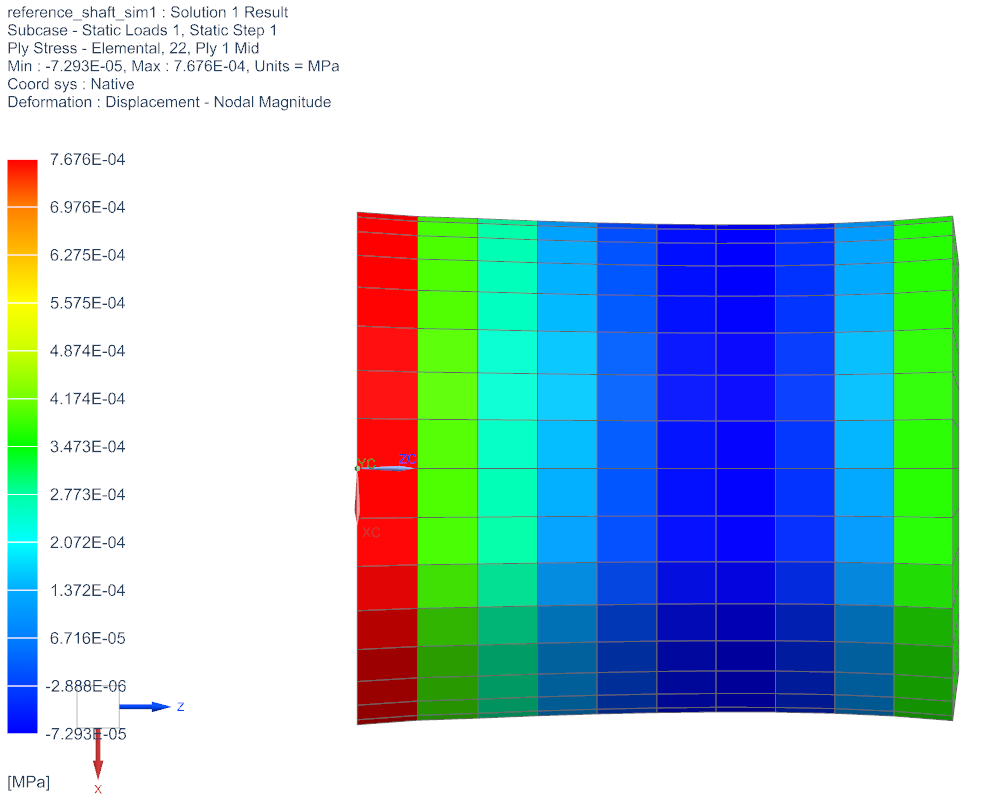 reference_shaft_sim1 : Solution 1 Result
Subcase - Static Loads 1, Static Step 1
Ply Stress - Elemental, 22, Ply 1 Mid
Min : -7.293E-05, Max : 7.676E-04, Units = MPa
Coord sys : Native
Deformation : Displacement - Nodal Magnitude
7.676E-04
6.976E-04
6.275E-04
5.575E-04
4.874E-04
4.174E-04
3.473E-04
2.773E-04
2.072E-04
1.372E-04
6.716E-05
-2.888E-06
-7.293E-05
[MPa]
Z
X
YC
ZC
XC